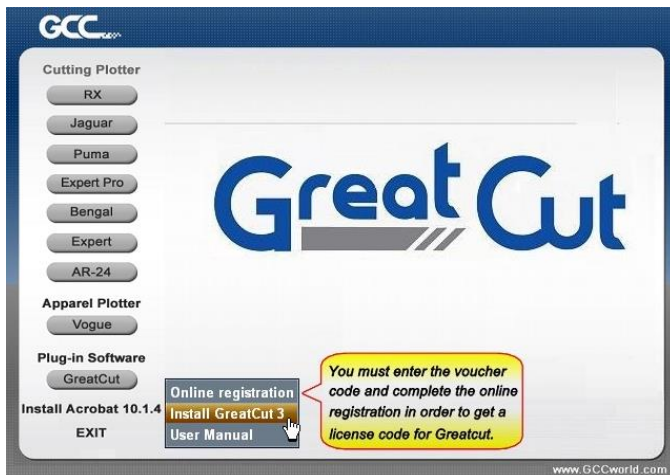 GCC
Cutting Plotter
RX
Jaguar
Puma
Expert Pro
Bengal
Expert
AR-24
Apparel Plotter
Vogue
Plug-in Software
GreatCut
Install Acrobat 10.1.4
EXIT
Great Cut
Online registration
Install GreatCut 3
User Manual
You must enter the voucher
code and complete the online
registration in order to get a
license code for Greatcut.
www.GCCworld.com